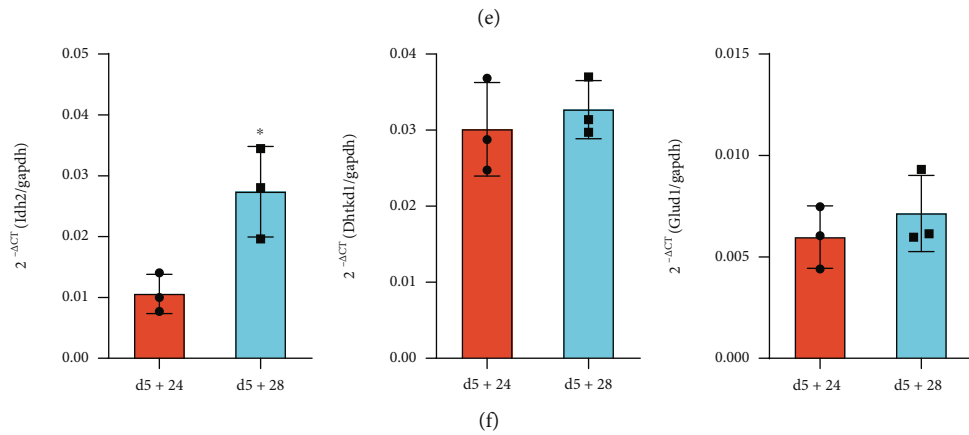 (e)
2 ⁻ΔCT (Idh2/gapdh)
0.05
0.04
0.03
0.02
0.01
0.00
*
d5 + 24 d5 + 28
2 ⁻ΔCT (Dhtkd1/gapdh)
0.04
0.03
0.02
0.01
0.00
d5 + 24 d5 + 28
2 ⁻ΔCT (Glud1/gapdh)
0.015
0.010
0.005
0.000
d5 + 24 d5 + 28
(f)